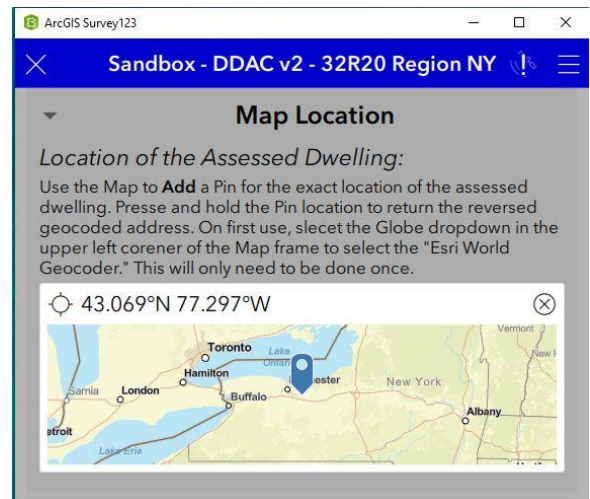 ArcGIS Survey123
Sandbox - DDAC v2 - 32R20 Region NY
Map Location
Location of the Assessed Dwelling:
Use the Map to Add a Pin for the exact location of the assessed
dwelling. Presse and hold the Pin location to return the reversed
geocoded address. On first use, slecet the Globe dropdown in the
upper left corener of the Map frame to select the "Esri World
Geocoder." This will only need to be done once.
43.069°N 77.297°W
Vermont
Toronto
Lake
New
Hamilton
Sarnia
London
ester
New York
Buffalo
Albany
etroit
Lake Erie